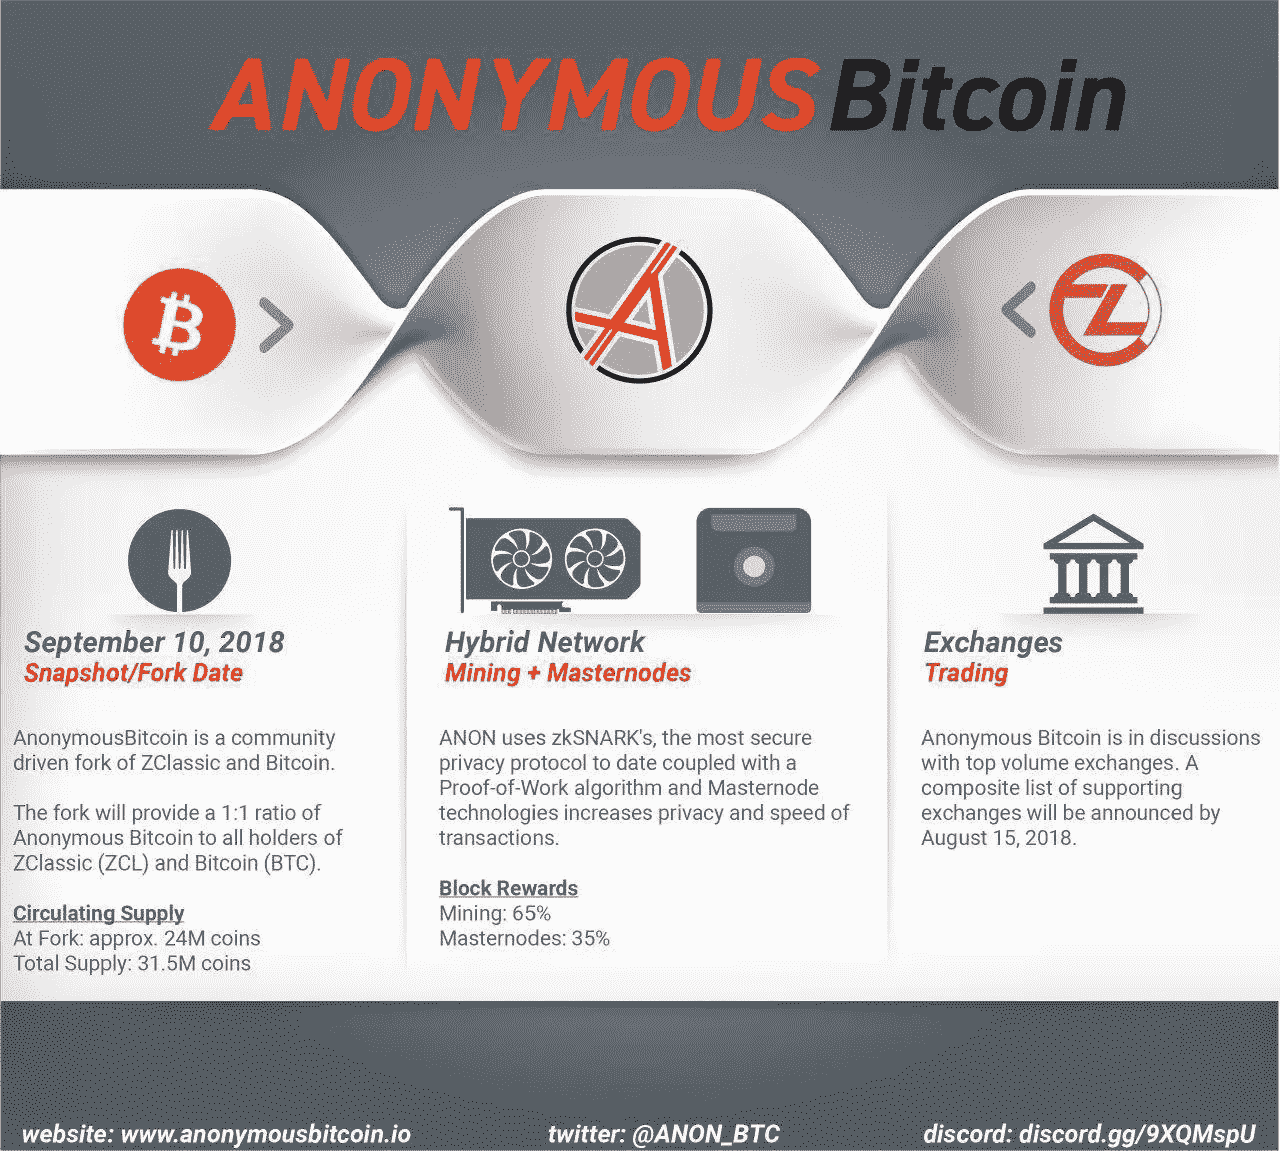 ANONYMOUS Bitcoin
September 10, 2018
Snapshot/Fork Date
AnonymousBitcoin is a community
driven fork of ZClassic and Bitcoin.
The fork will provide a 1:1 ratio of
Anonymous Bitcoin to all holders of
ZClassic (ZCL) and Bitcoin (BTC).
Circulating Supply
At Fork: approx. 24M coins
Total Supply: 31.5M coins
Hybrid Network
Mining + Masternodes
ANON uses zkSNARK's, the most secure
privacy protocol to date coupled with a
Proof-of-Work algorithm and Masternode
technologies increases privacy and speed of
transactions.
Block Rewards
Mining: 65%
Masternodes: 35%
Exchanges
Trading
Anonymous Bitcoin is in discussions
with top volume exchanges. A
composite list of supporting
exchanges will be announced by
August 15, 2018.
website: www.anonymousbitcoin.io
twitter: @ANON_BTC
discord: discord.gg/9XQMspU